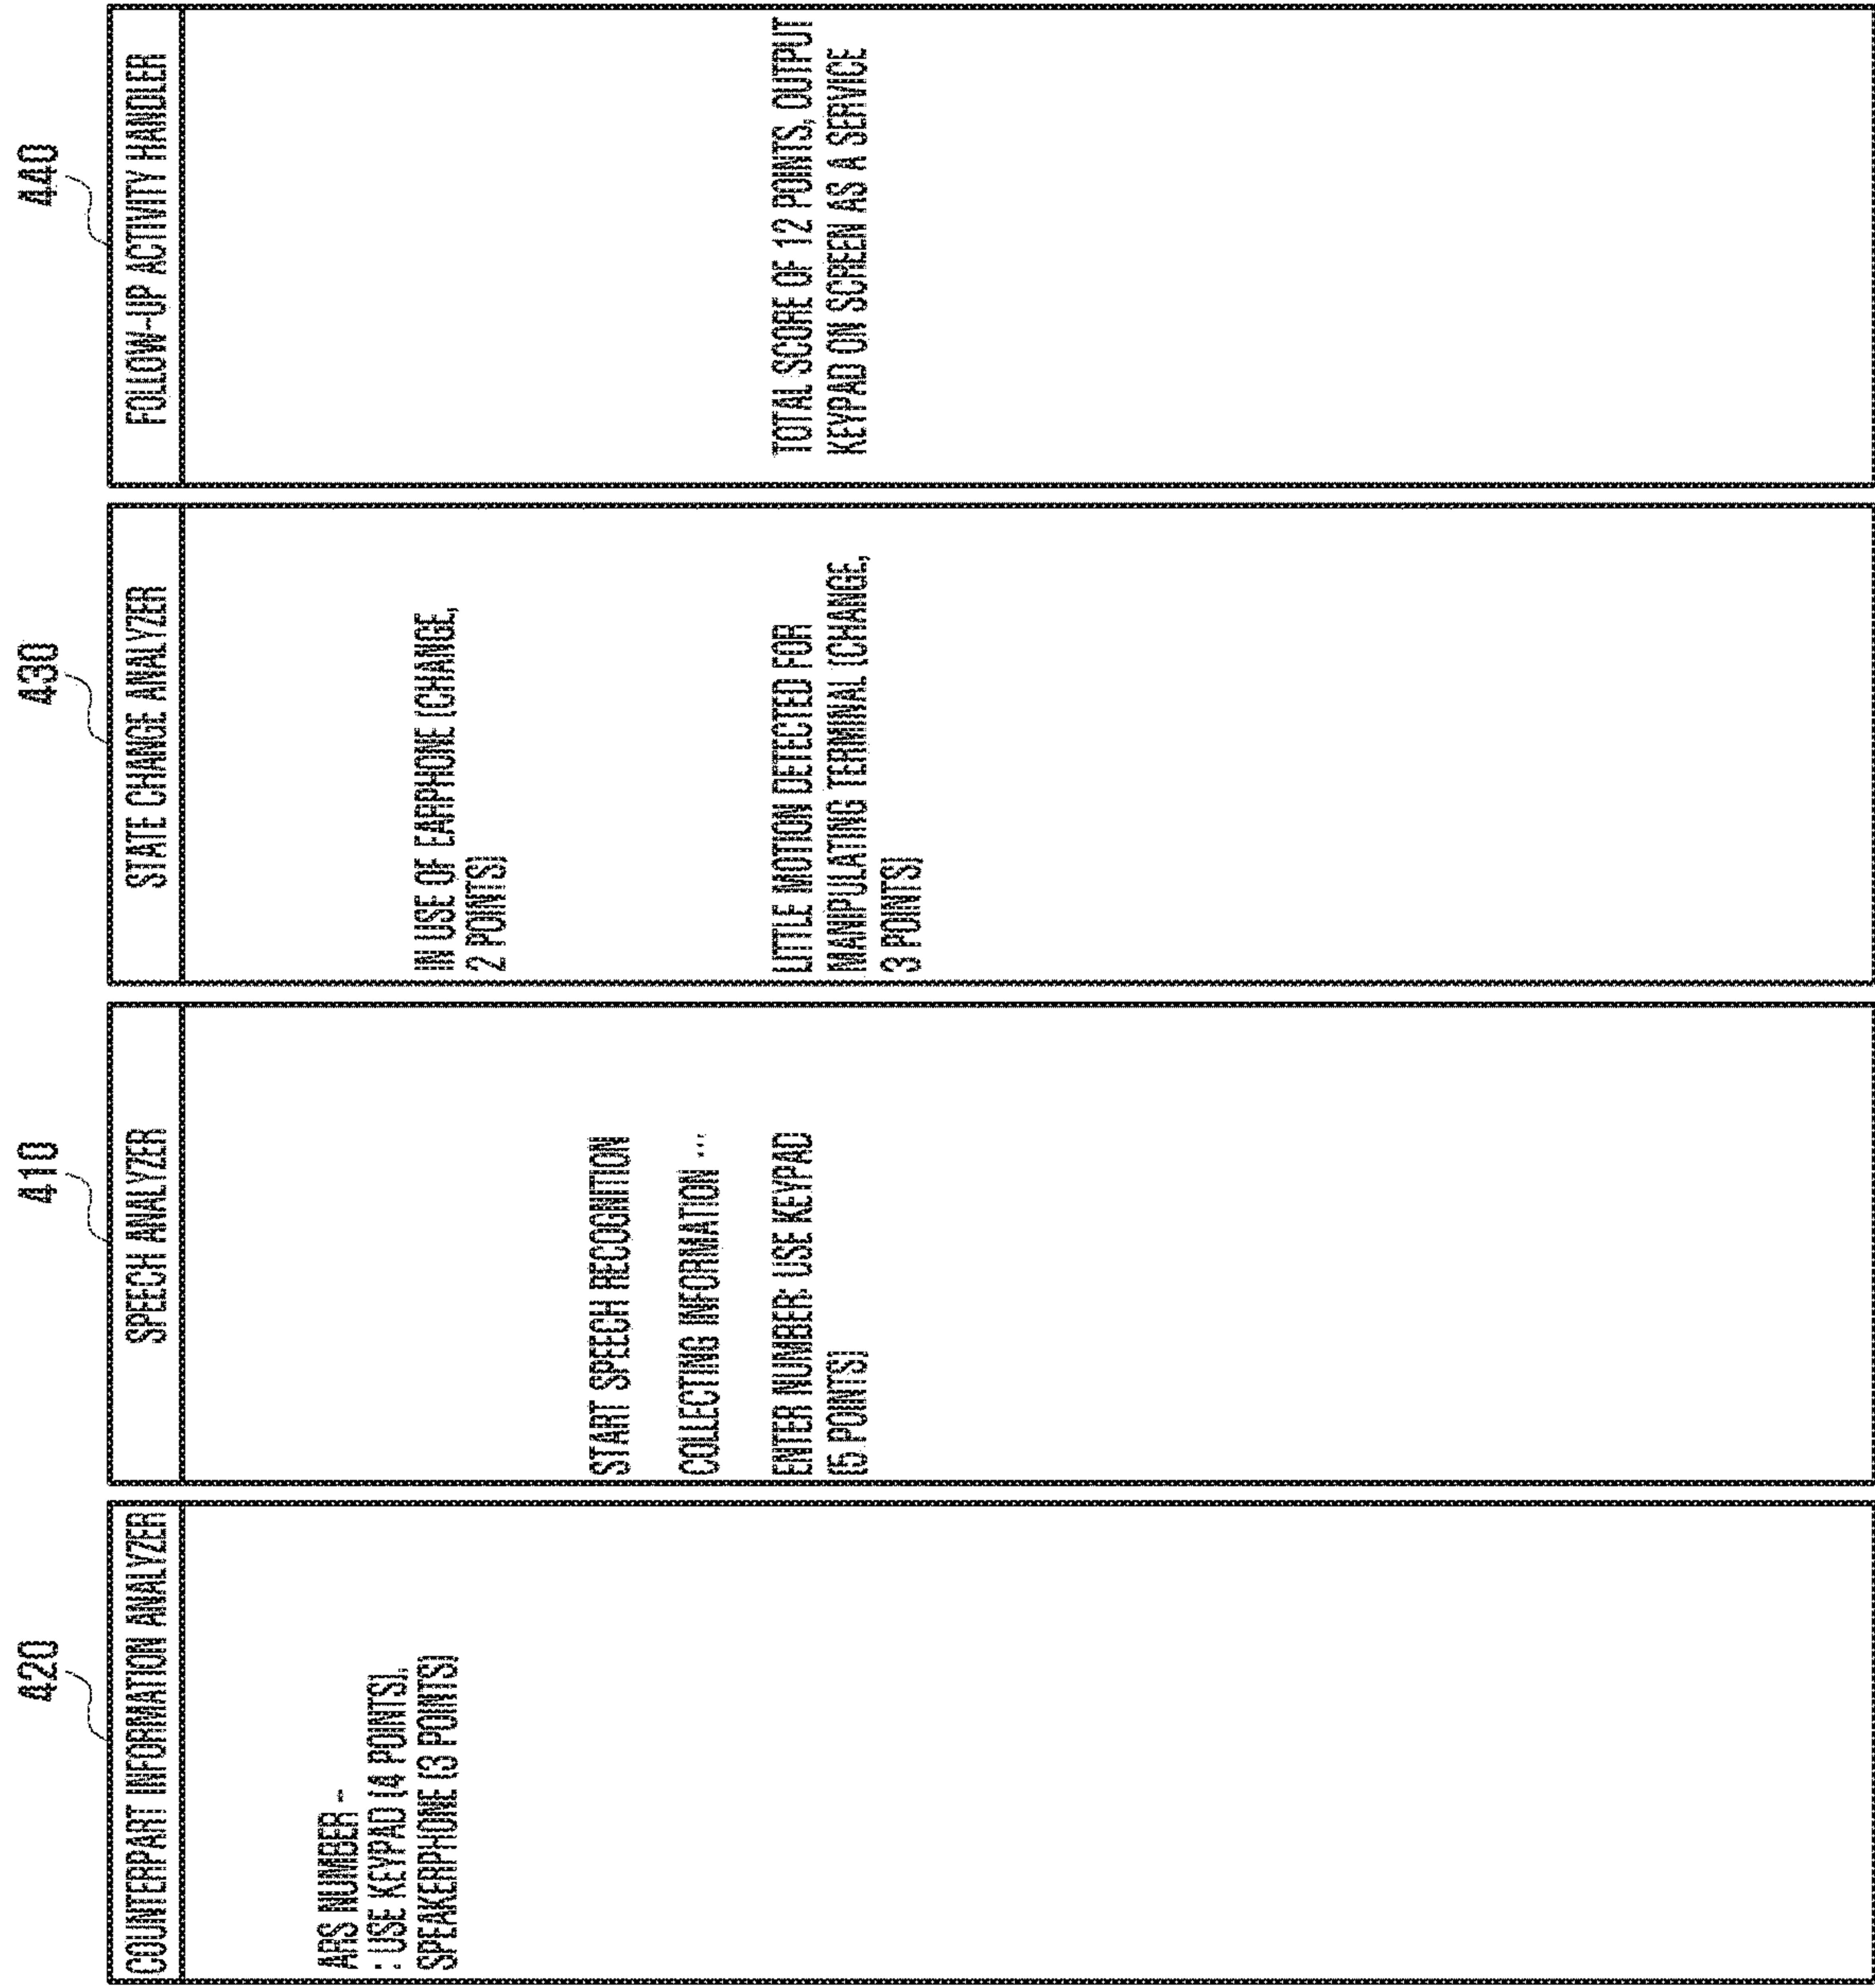 420
COUNTERPART INFORMATION ANALYZER
ARS NUMBER -
: USE KEYPAD (4 POINTS),
SPEAKERPHONE (3 POINTS)
410
SPEECH ANALYZER
START SPEECH RECOGNITION
COLLECTING INFORMATION ...
ENTER NUMBER: USE KEYPAD
(5 POINTS)
430
STATE CHANGE ANALYZER
IN USE OF EARPHONE (CHANGE,
2 POINTS)
LITTLE MOTION DETECTED FOR
MANIPULATING TERMINAL (CHANGE,
3 POINTS)
440
FOLLOW-UP ACTIVITY HANDLER
TOTAL SCORE OF 12 POINTS, OUTPUT
KEYPAD ON SCREEN AS A SERVICE